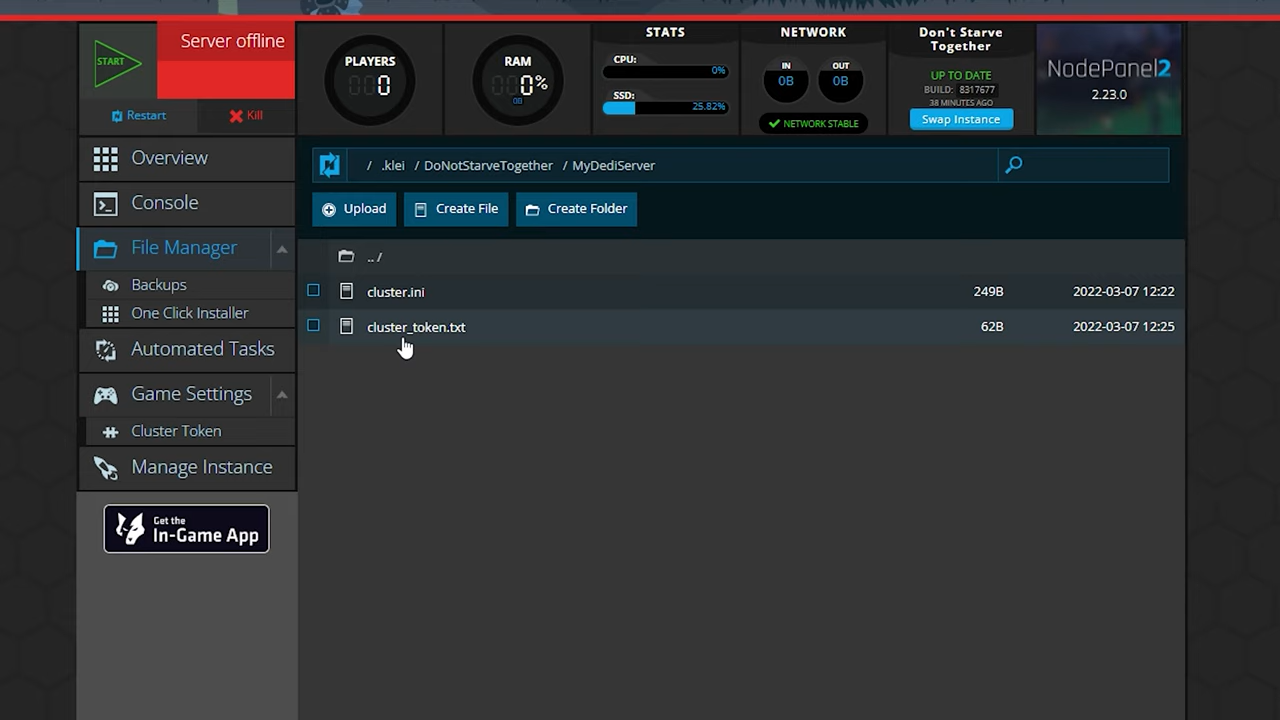 START
Server offline
Restart
Kill
PLAYERS
0
RAM
0%
0B
STATS
CPU:
0%
SSD:
25.82%
NETWORK
IN
0B
OUT
0B
NETWORK STABLE
Don't Starve
Together
UP TO DATE
BUILD: 8317677
38 MINUTES AGO
Swap Instance
NodePanel2
2.23.0
Overview
Console
File Manager
Backups
One Click Installer
Automated Tasks
Game Settings
Cluster Token
Manage Instance
Get the
In-Game App
/ .klei / DoNotStarveTogether / MyDediServer
Upload
Create File
Create Folder
.. /
cluster.ini 249B 2022-03-07 12:22
cluster_token.txt 62B 2022-03-07 12:25